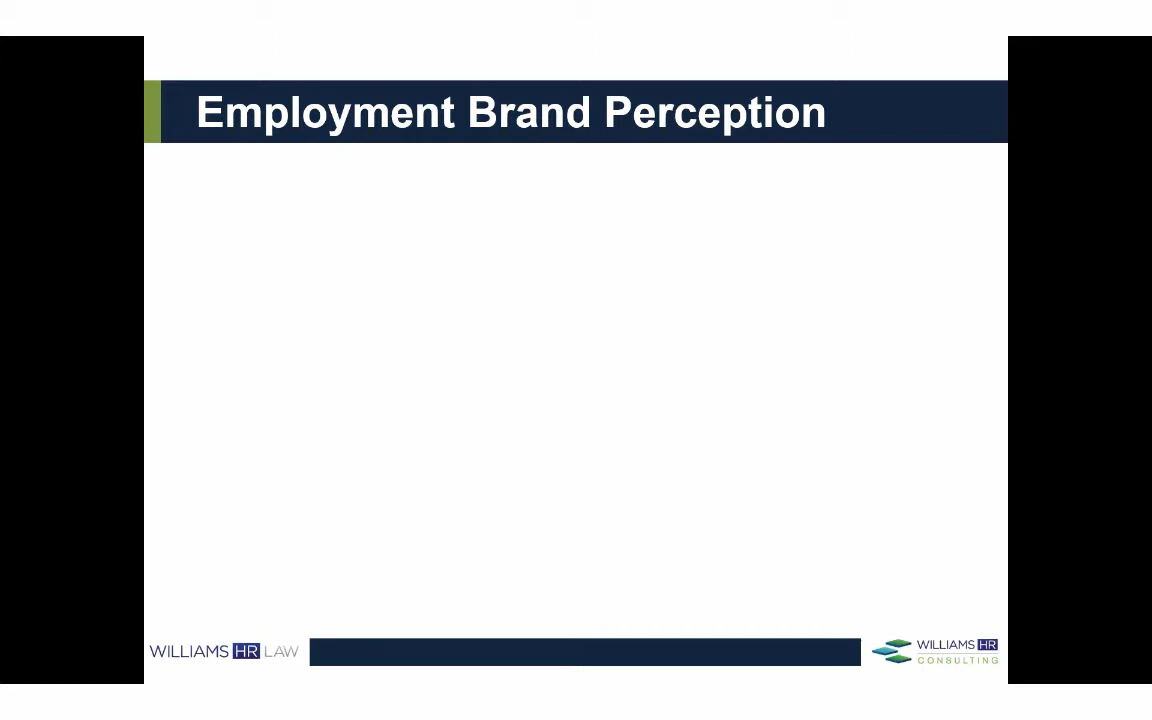 Employment Brand Perception
WILLIAMS HR LAW
WILLIAMS HR
CONSULTING